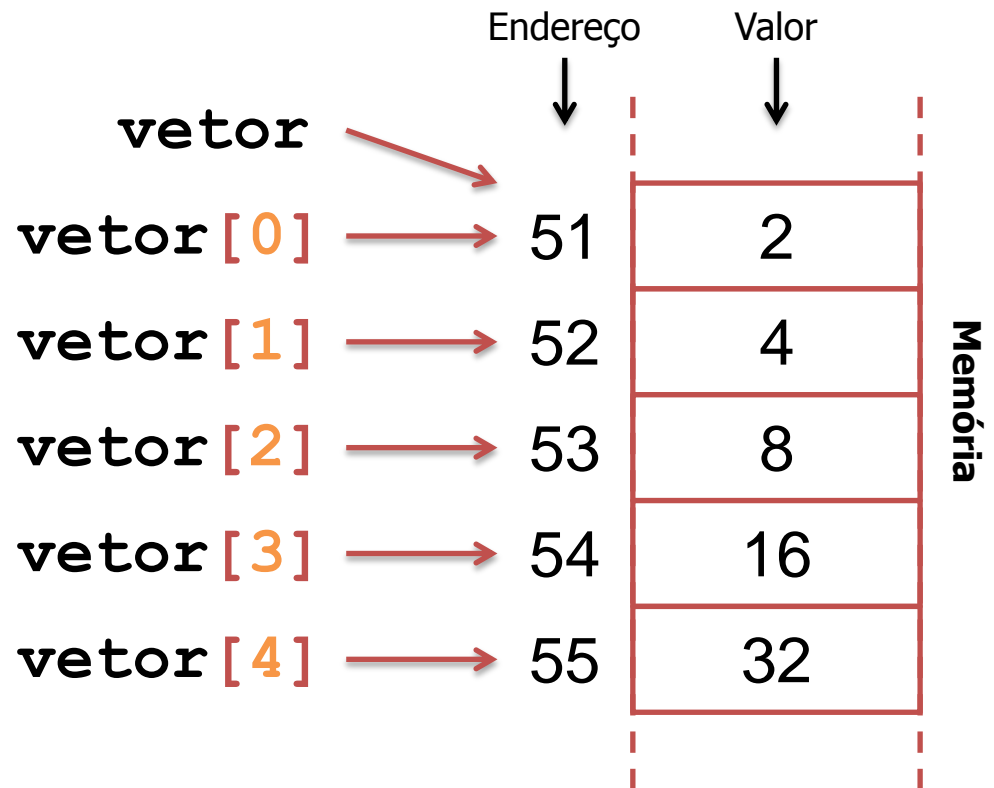 Endereço Valor
vetor
vetor[0] 51 2
vetor[1] 52 4
vetor[2] 53 8
vetor[3] 54 16
vetor[4] 55 32
Memória